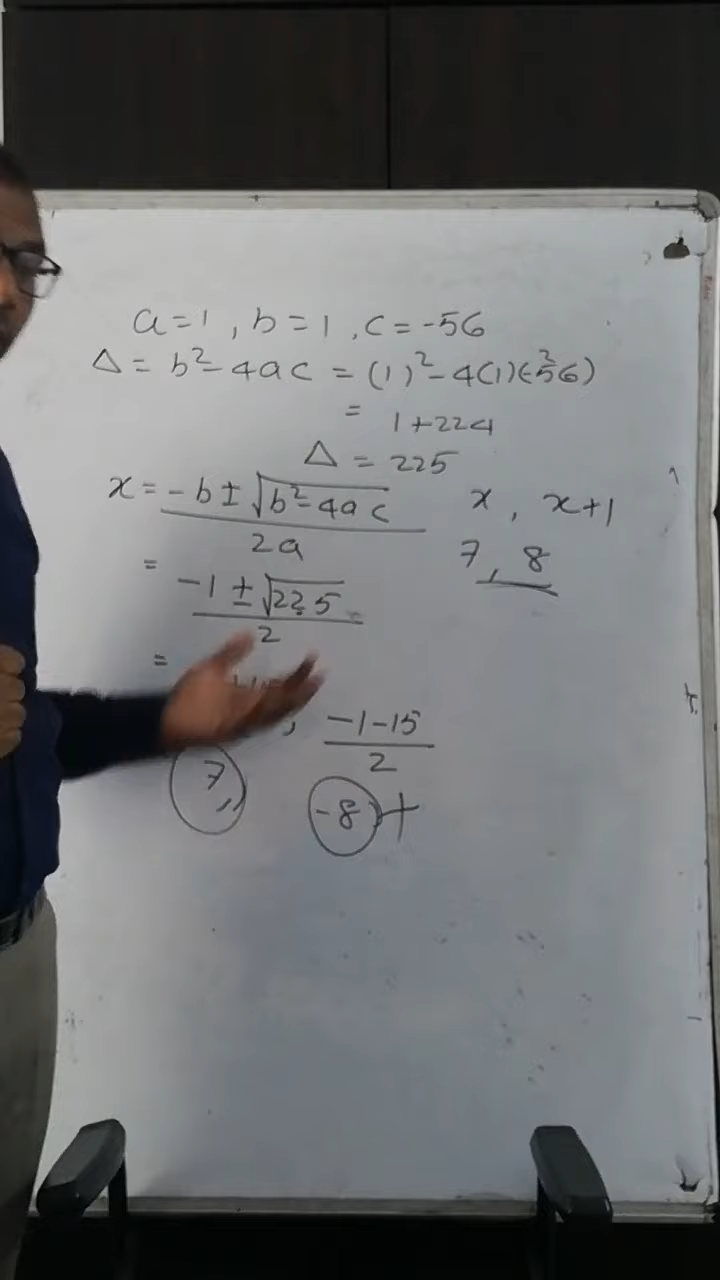 a=1, b=1, c=-56
Δ= b²-4ac = (1)²-4(1)(-56)
= 1+224
Δ = 225
x = (-b±√(b²-4ac))/2a
x, x+1
7, 8
= (-1±√225)/2
= , (-1-15)/2
7, -8